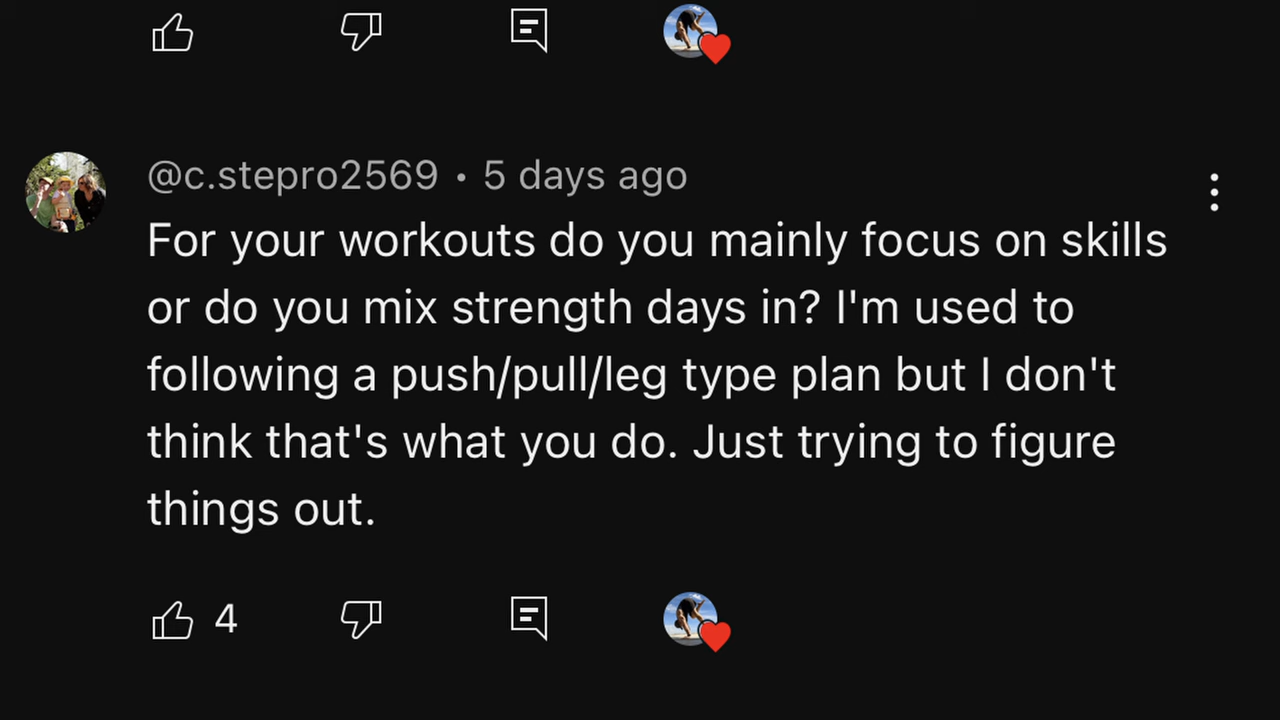 @c.stepro2569 • 5 days ago
For your workouts do you mainly focus on skills
or do you mix strength days in? I'm used to
following a push/pull/leg type plan but I don't
think that's what you do. Just trying to figure
things out.
4